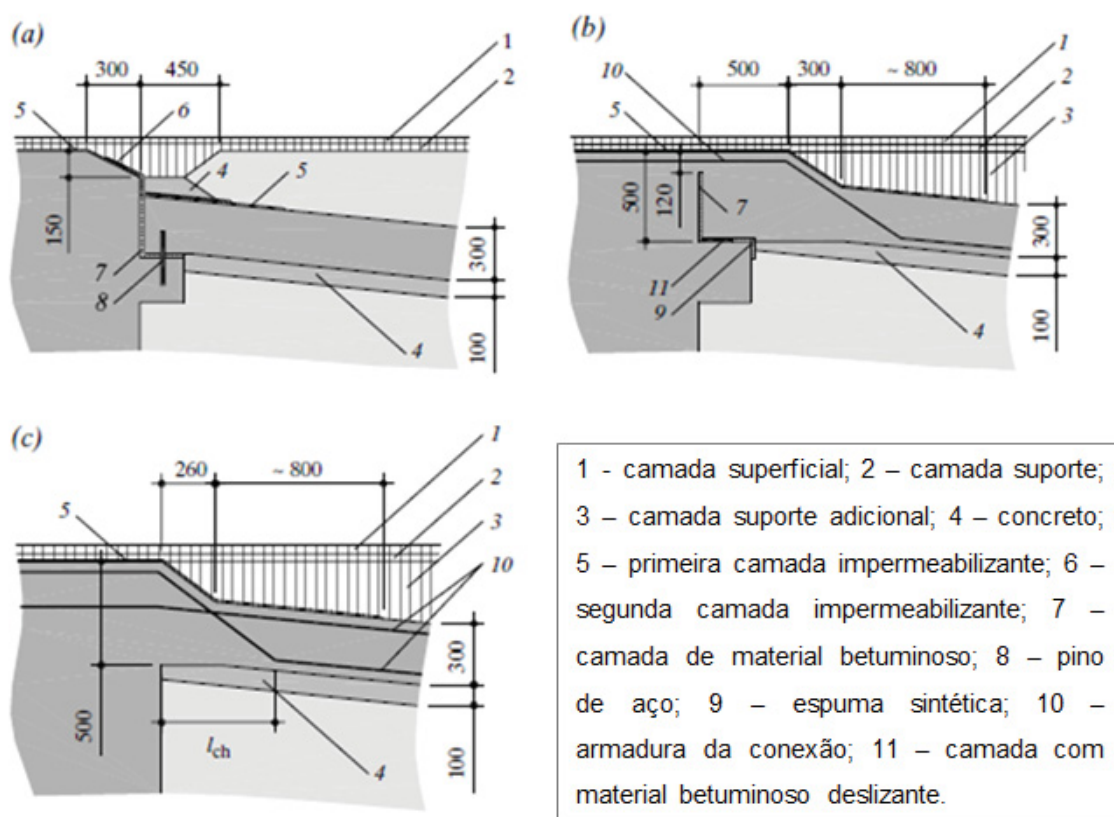 (a)
300 450
1
2
5
6
4
5
150
7
8
4
300
100
(b)
500 300 ~ 800
10
5
1
2
3
500
120
7
11
9
4
300
100
(c)
260 ~ 800
5
1
2
3
10
500
300
l_ch
4
100
1 - camada superficial; 2 – camada suporte;
3 – camada suporte adicional; 4 – concreto;
5 – primeira camada impermeabilizante; 6 –
segunda camada impermeabilizante; 7 –
camada de material betuminoso; 8 – pino
de aço; 9 – espuma sintética; 10 –
armadura da conexão; 11 – camada com
material betuminoso deslizante.